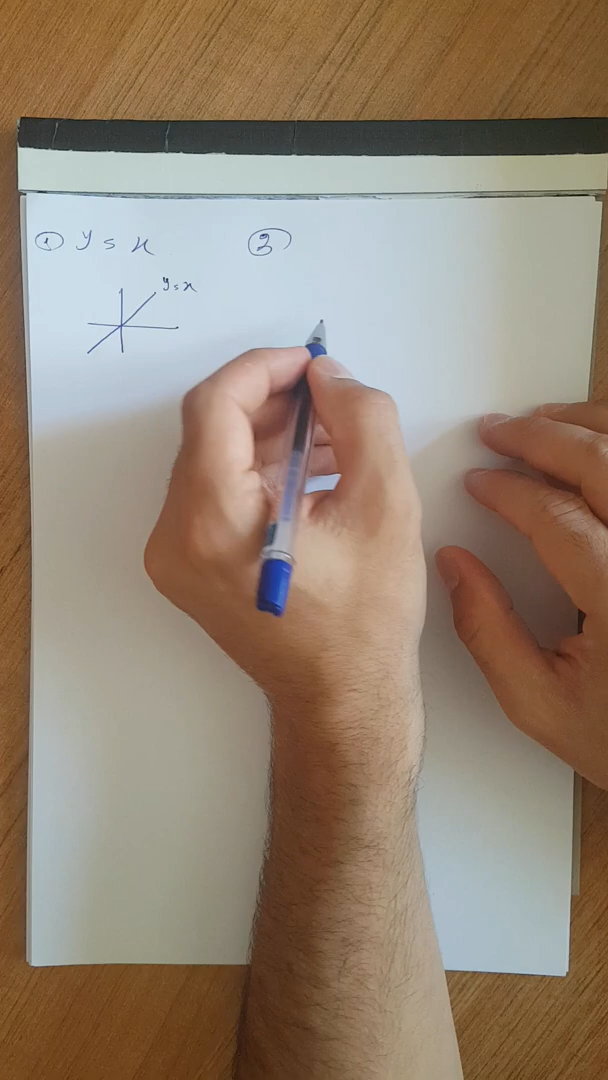 ① y = x
y = x
②